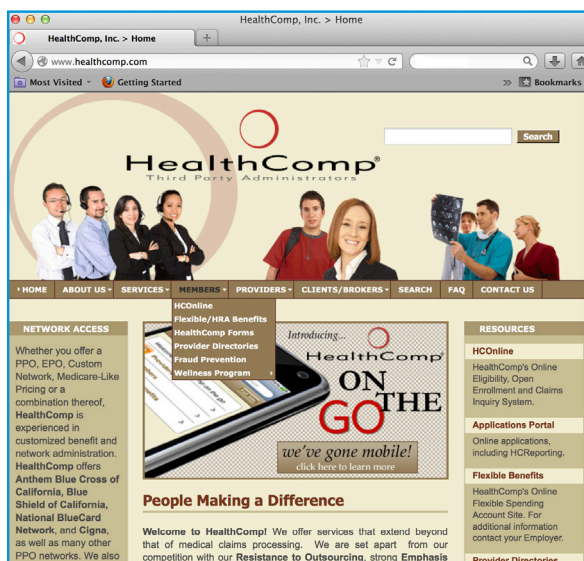 HealthComp, Inc. > Home
HealthComp, Inc. > Home
www.healthcomp.com
Most Visited
Getting Started
Bookmarks
Search
HealthComp®
Third Party Administrators
HOME ABOUT US SERVICES MEMBERS PROVIDERS CLIENTS/BROKERS SEARCH FAQ CONTACT US
HCOnline
Flexible/HRA Benefits
HealthComp Forms
Provider Directories
Fraud Prevention
Wellness Program
NETWORK ACCESS
Whether you offer a
PPO, EPO, Custom
Network, Medicare-Like
Pricing or a
combination thereof,
HealthComp is
experienced in
customized benefit and
network administration.
HealthComp offers
Anthem Blue Cross of
California, Blue
Shield of California,
National BlueCard
Network, and Cigna,
as well as many other
PPO networks. We also
Introducing...
HealthComp®
ON
THE
GO
we've gone mobile!
click here to learn more
People Making a Difference
Welcome to HealthComp! We offer services that extend beyond
that of medical claims processing. We are set apart from our
competition with our Resistance to Outsourcing, strong Emphasis
RESOURCES
HCOnline
HealthComp's Online
Eligibility, Open
Enrollment and Claims
Inquiry System.
Applications Portal
Online applications,
including HCReporting.
Flexible Benefits
HealthComp's Online
Flexible Spending
Account Site. For
additional information
contact your Employer.
Provider Directories